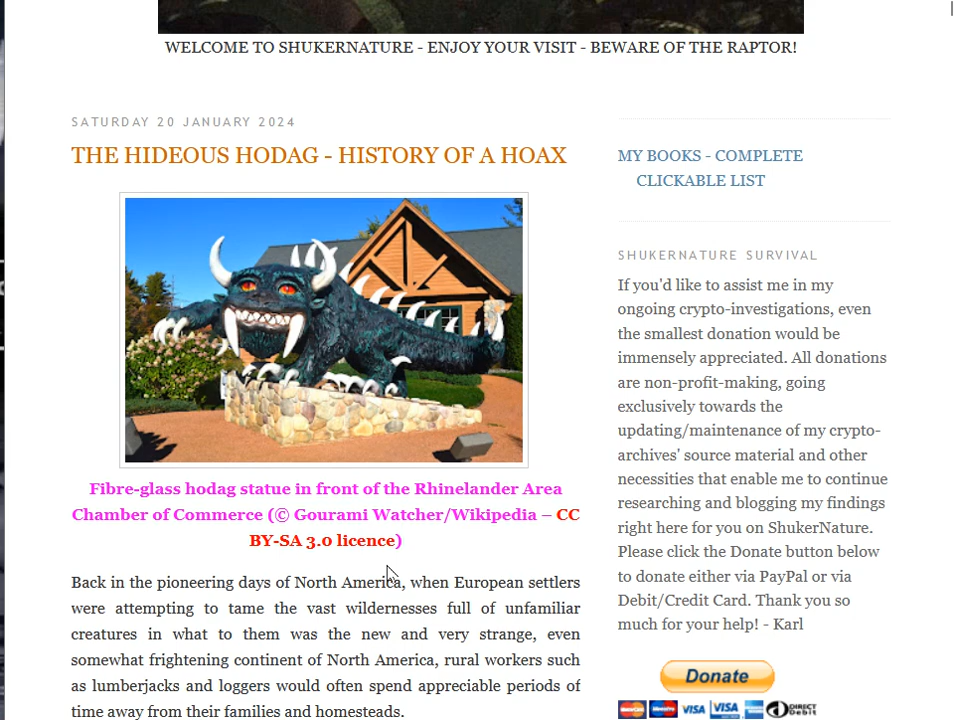 WELCOME TO SHUKERNATURE - ENJOY YOUR VISIT - BEWARE OF THE RAPTOR!
SATURDAY 20 JANUARY 2024
THE HIDEOUS HODAG - HISTORY OF A HOAX
Fibre-glass hodag statue in front of the Rhinelander Area
Chamber of Commerce (© Gourami Watcher/Wikipedia – CC
BY-SA 3.0 licence)
Back in the pioneering days of North America, when European settlers
were attempting to tame the vast wildernesses full of unfamiliar
creatures in what to them was the new and very strange, even
somewhat frightening continent of North America, rural workers such
as lumberjacks and loggers would often spend appreciable periods of
time away from their families and homesteads.
MY BOOKS - COMPLETE
CLICKABLE LIST
SHUKERNATURE SURVIVAL
If you'd like to assist me in my
ongoing crypto-investigations, even
the smallest donation would be
immensely appreciated. All donations
are non-profit-making, going
exclusively towards the
updating/maintenance of my crypto-
archives' source material and other
necessities that enable me to continue
researching and blogging my findings
right here for you on ShukerNature.
Please click the Donate button below
to donate either via PayPal or via
Debit/Credit Card. Thank you so
much for your help! - Karl
Donate
VISA VISA DIRECT Debit